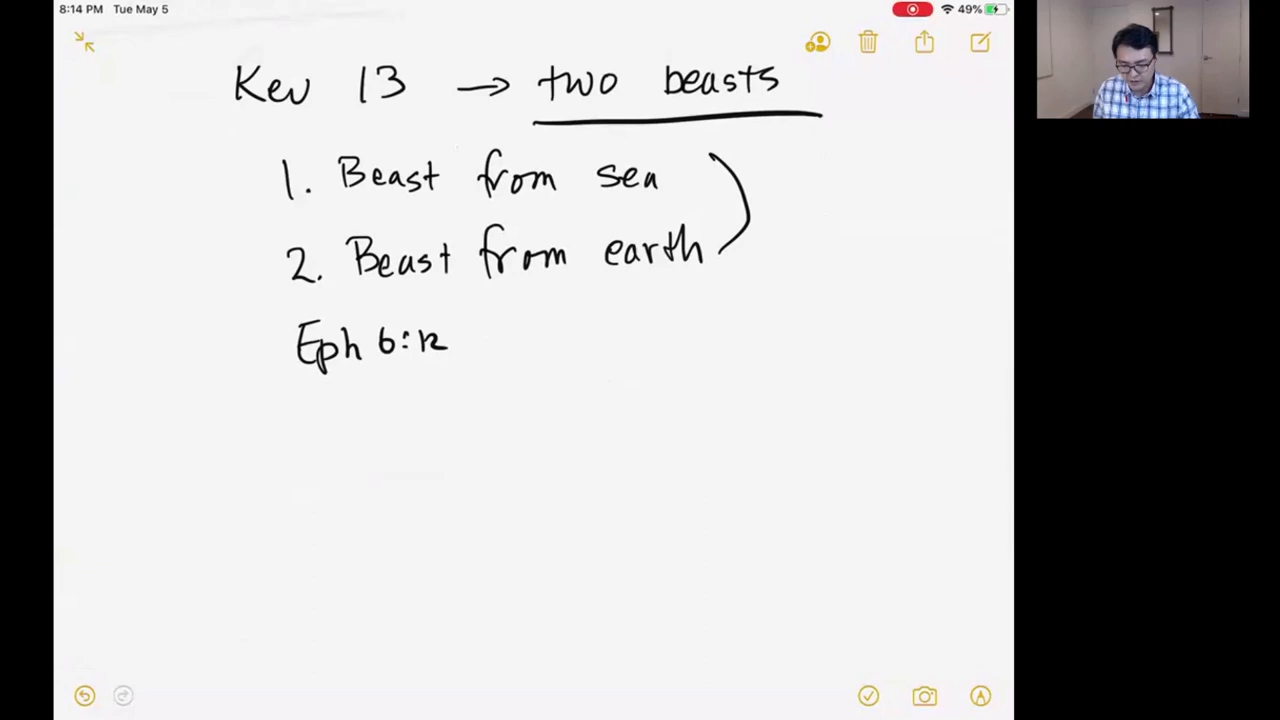 8:14 PM Tue May 5
49%
Rev 13 → two beasts
1. Beast from sea
2. Beast from earth
Eph 6:12